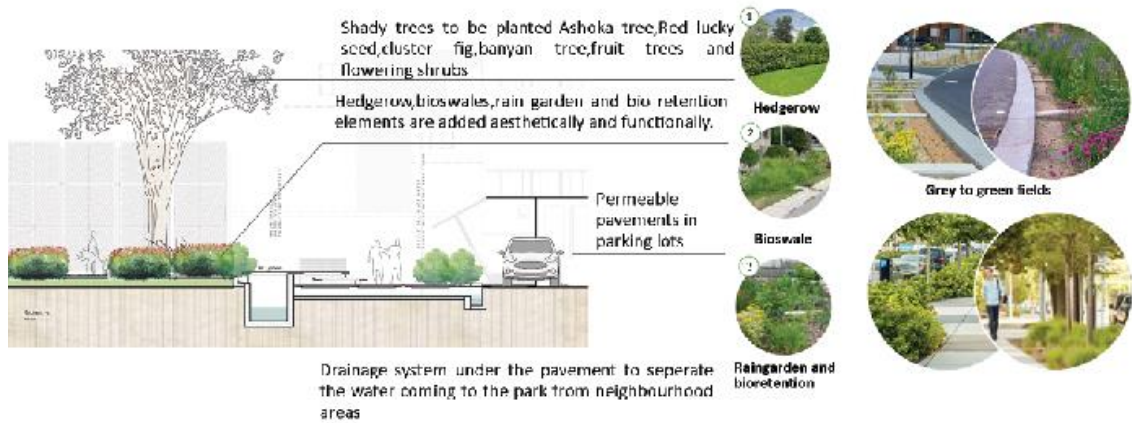 Shady trees to be planted Ashoka tree,Red lucky
seed,cluster fig,banyan tree,fruit trees and
flowering shrubs
Hedgerow,bioswales,rain garden and bio retention
elements are added aesthetically and functionally.
Permeable
pavements in
parking lots
Drainage system under the pavement to seperate
the water coming to the park from neighbourhood
areas
1
Hedgerow
2
Bioswale
3
Raingarden and
bioretention
Grey to green fields